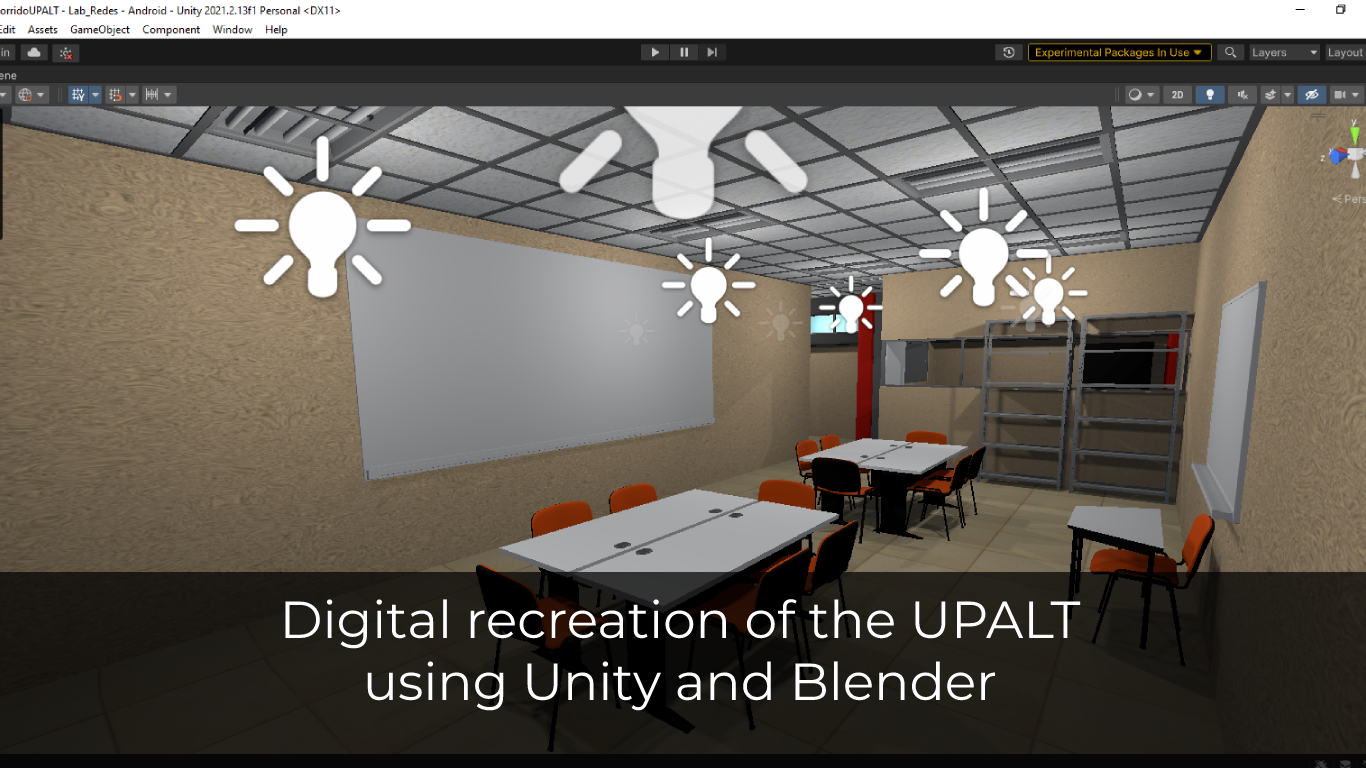 orridoUPALT - Lab_Redes - Android - Unity 2021.2.13f1 Personal <DX11>
Edit Assets GameObject Component Window Help
in Experimental Packages In Use Layers Layout
ene
2D
y
z
< Pers
Digital recreation of the UPALT
using Unity and Blender